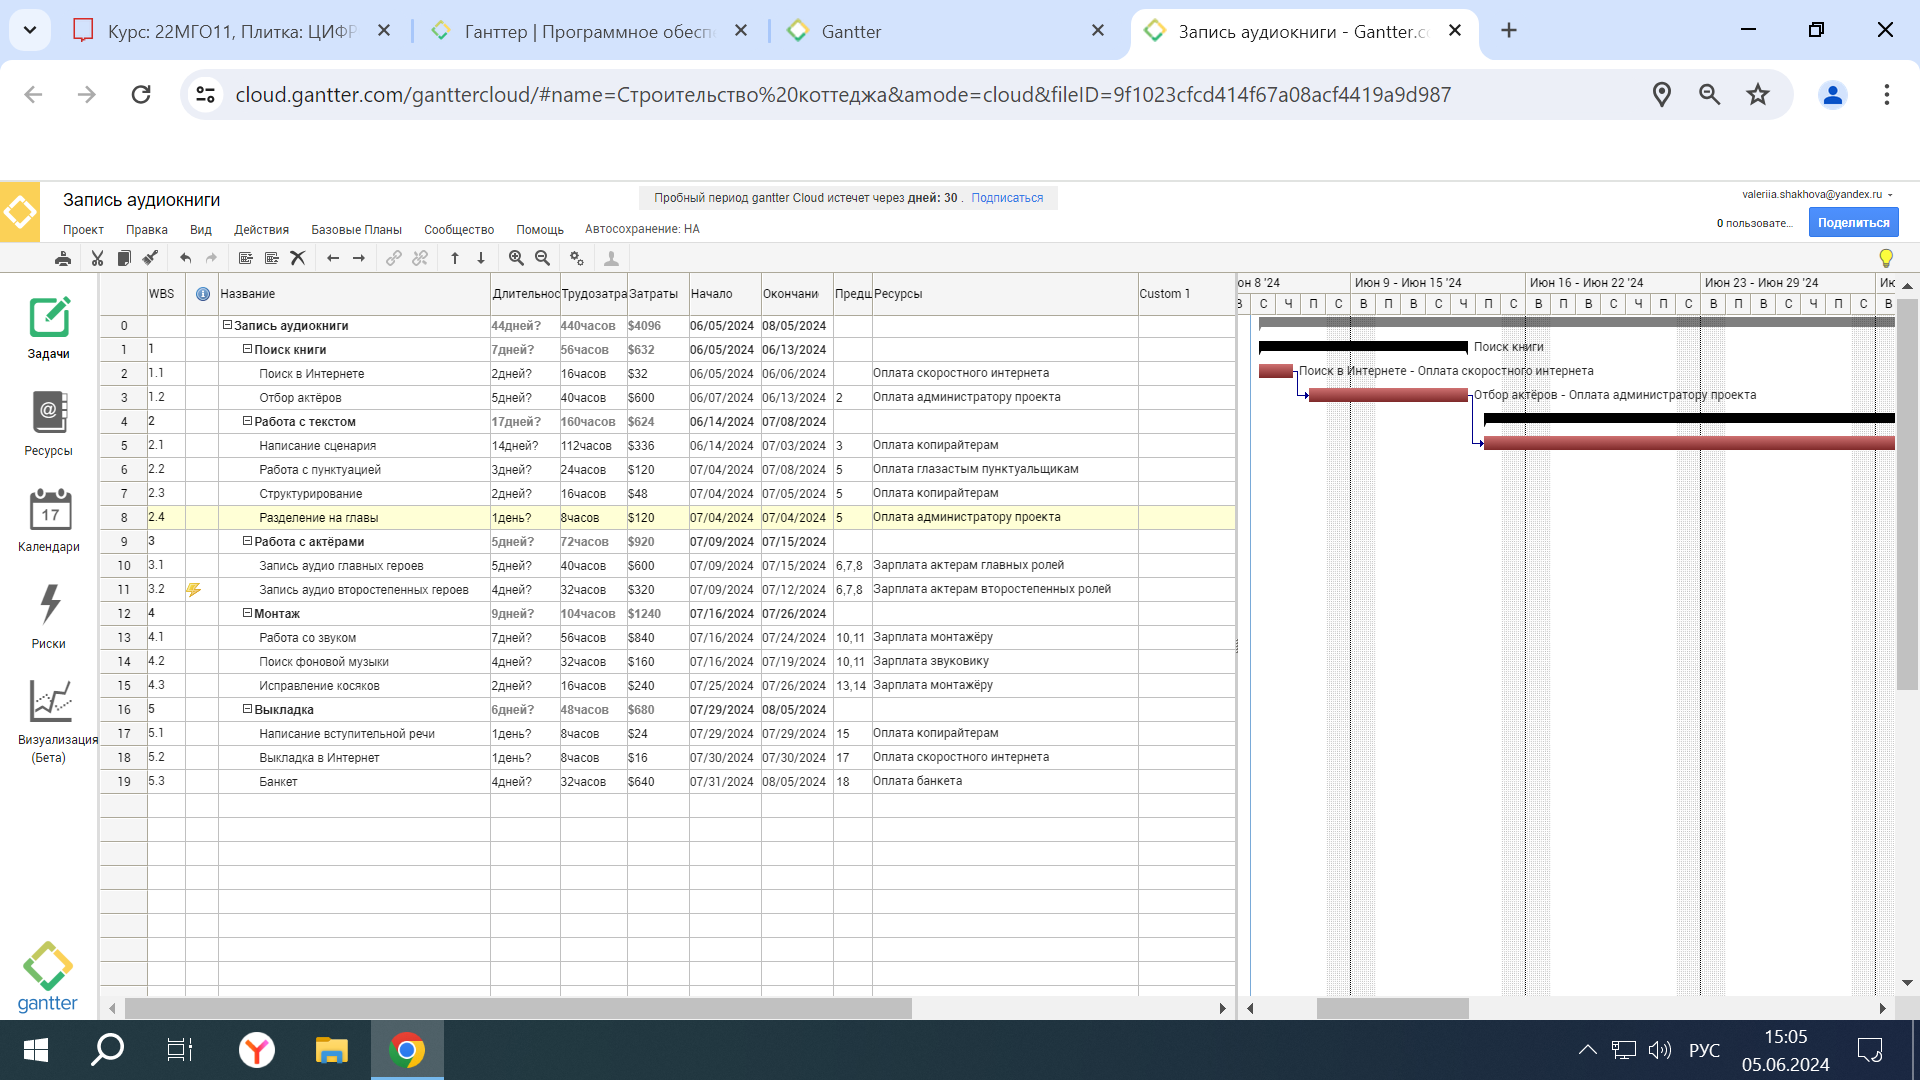 Курс: 22МГО11, Плитка: ЦИФР
Ганттер | Программное обесп
Gantter
Запись аудиокниги - Gantter.co
cloud.gantter.com/ganttercloud/#name=Строительство%20коттеджа&amode=cloud&fileID=9f1023cfcd414f67a08acf4419a9d987
Запись аудиокниги
Пробный период gantter Cloud истечет через дней: 30 . Подписаться
valeriia.shakhova@yandex.ru
Проект Правка Вид Действия Базовые Планы Сообщество Помощь Автосохранение: НА
0 пользовате... Поделиться
Задачи
Ресурсы
17
Календари
Риски
Визуализация
(Бета)
gantter
WBS Название Длительнос Трудозатра Затраты Начало Окончани Предш Ресурсы Custom 1
0 Запись аудиокниги 44дней? 440часов $4096 06/05/2024 08/05/2024
1 1 Поиск книги 7дней? 56часов $632 06/05/2024 06/13/2024
2 1.1 Поиск в Интернете 2дней? 16часов $32 06/05/2024 06/06/2024 Оплата скоростного интернета
3 1.2 Отбор актёров 5дней? 40часов $600 06/07/2024 06/13/2024 2 Оплата администратору проекта
4 2 Работа с текстом 17дней? 160часов $624 06/14/2024 07/08/2024
5 2.1 Написание сценария 14дней? 112часов $336 06/14/2024 07/03/2024 3 Оплата копирайтерам
6 2.2 Работа с пунктуацией 3дней? 24часов $120 07/04/2024 07/08/2024 5 Оплата глазастым пунктуальщикам
7 2.3 Структурирование 2дней? 16часов $48 07/04/2024 07/05/2024 5 Оплата копирайтерам
8 2.4 Разделение на главы 1день? 8часов $120 07/04/2024 07/04/2024 5 Оплата администратору проекта
9 3 Работа с актёрами 5дней? 72часов $920 07/09/2024 07/15/2024
10 3.1 Запись аудио главных героев 5дней? 40часов $600 07/09/2024 07/15/2024 6,7,8 Зарплата актерам главных ролей
11 3.2 Запись аудио второстепенных героев 4дней? 32часов $320 07/09/2024 07/12/2024 6,7,8 Зарплата актерам второстепенных ролей
12 4 Монтаж 9дней? 104часов $1240 07/16/2024 07/26/2024
13 4.1 Работа со звуком 7дней? 56часов $840 07/16/2024 07/24/2024 10,11 Зарплата монтажёру
14 4.2 Поиск фоновой музыки 4дней? 32часов $160 07/16/2024 07/19/2024 10,11 Зарплата звуковику
15 4.3 Исправление косяков 2дней? 16часов $240 07/25/2024 07/26/2024 13,14 Зарплата монтажёру
16 5 Выкладка 6дней? 48часов $680 07/29/2024 08/05/2024
17 5.1 Написание вступительной речи 1день? 8часов $24 07/29/2024 07/29/2024 15 Оплата копирайтерам
18 5.2 Выкладка в Интернет 1день? 8часов $16 07/30/2024 07/30/2024 17 Оплата скоростного интернета
19 5.3 Банкет 4дней? 32часов $640 07/31/2024 08/05/2024 18 Оплата банкета
он 8 '24 Июн 9 - Июн 15 '24 Июн 16 - Июн 22 '24 Июн 23 - Июн 29 '24 Ик
В С Ч П С В П В С Ч П С В П В С Ч П С В П В С Ч П С В
Поиск книги
Поиск в Интернете - Оплата скоростного интернета
Отбор актёров - Оплата администратору проекта
РУС
15:05
05.06.2024